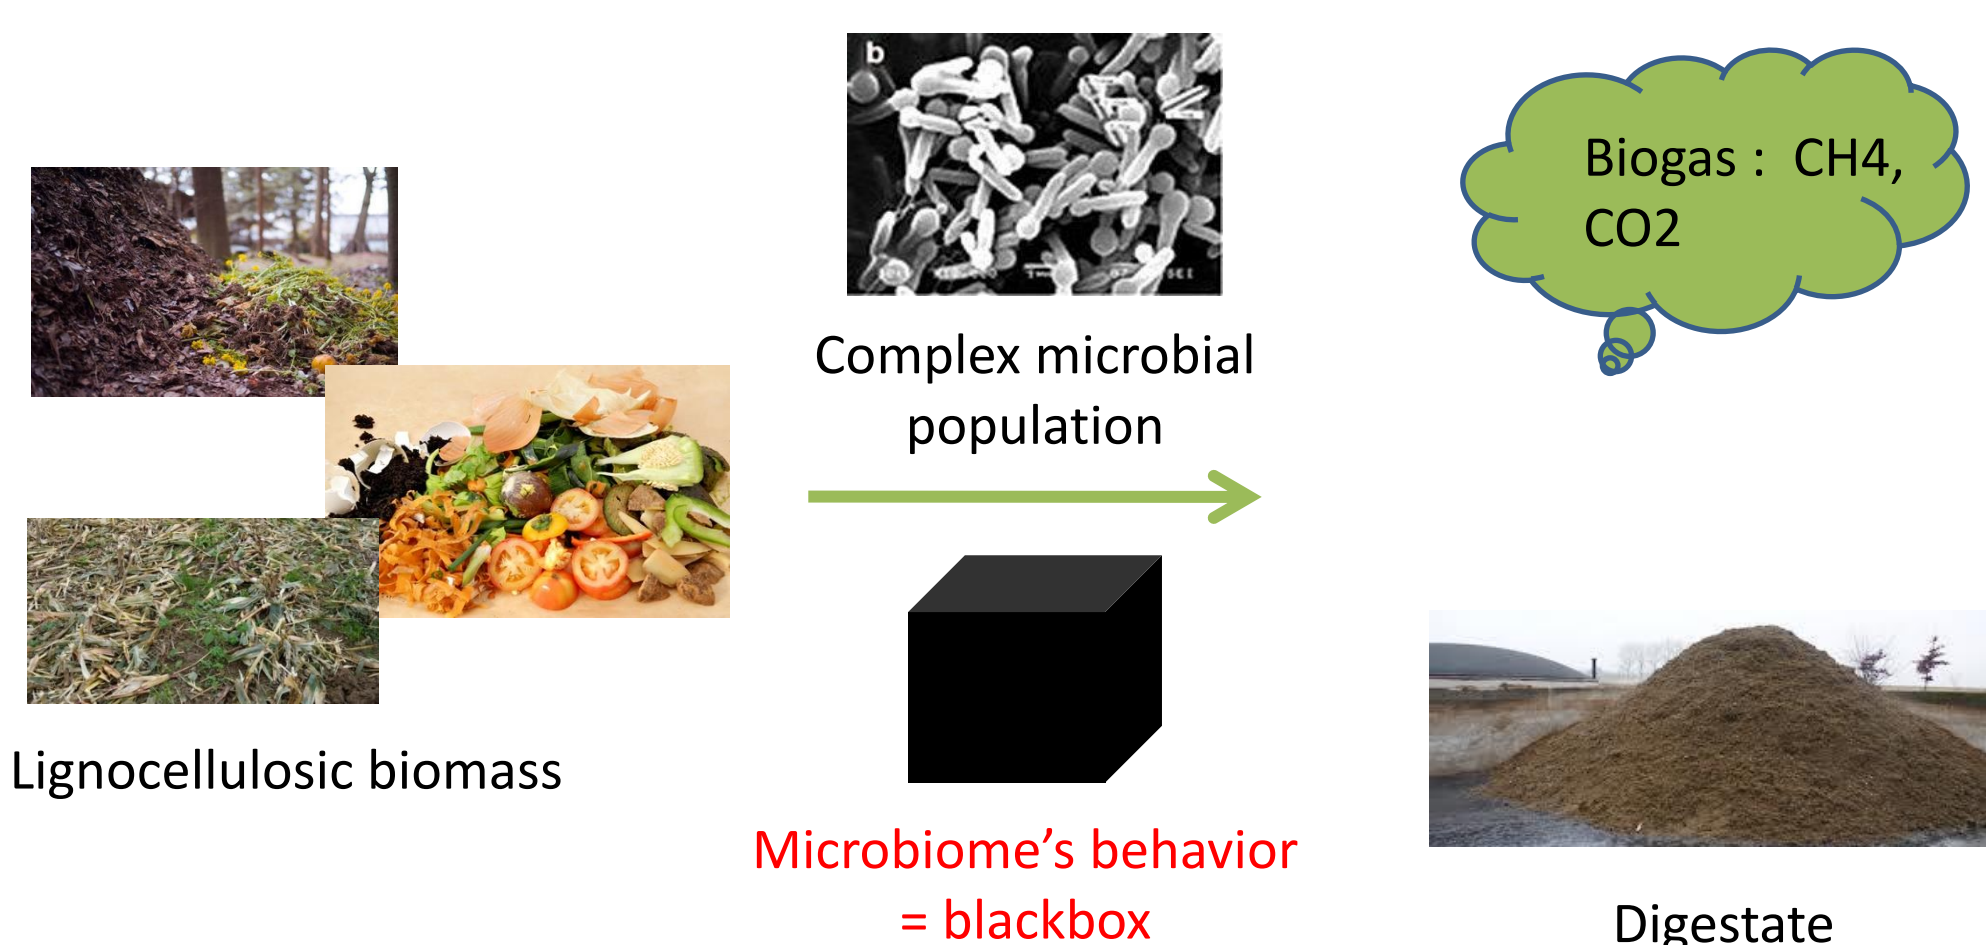 b
Complex microbial
population
Biogas :  CH4,
CO2
Lignocellulosic biomass
Microbiome’s behavior
= blackbox
Digestate